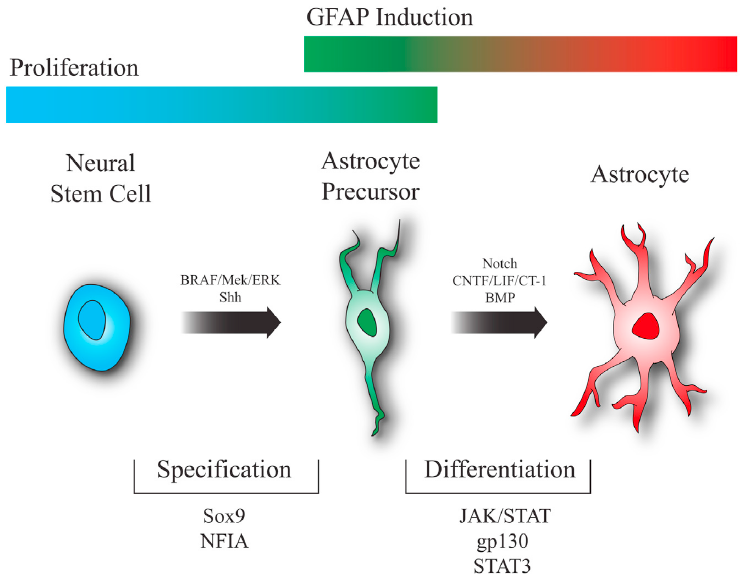 GFAP Induction
Proliferation
Neural
Stem Cell
Astrocyte
Precursor
Astrocyte
BRAF/Mek/ERK
Shh
Notch
CNTF/LIF/CT-1
BMP
Specification
Differentiation
Sox9
NFIA
JAK/STAT
gp130
STAT3